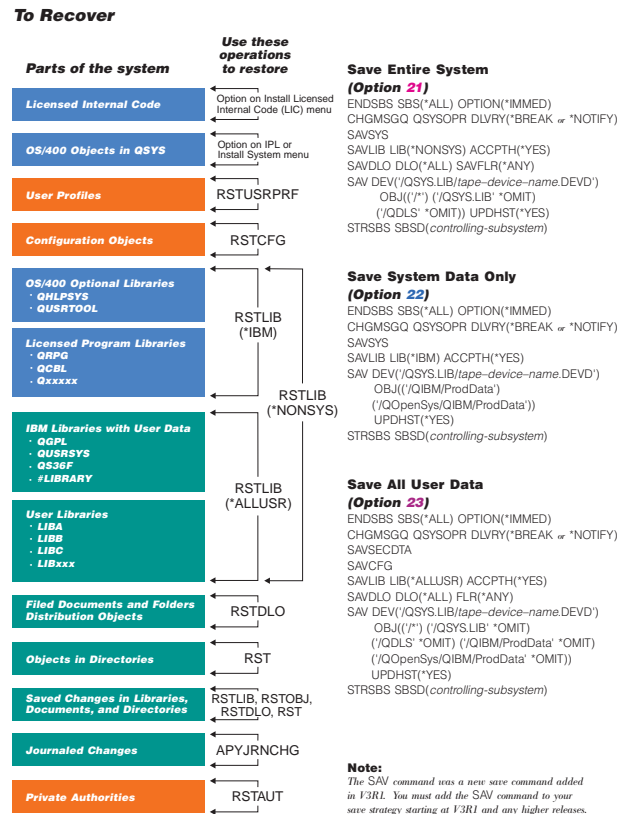 To Recover
Parts of the system
Use these
operations
to restore
Licensed Internal Code
Option on Install Licensed
Internal Code (LIC) menu
OS/400 Objects in QSYS
Option on IPL or
Install System menu
User Profiles
RSTUSRPRF
Configuration Objects
RSTCFG
OS/400 Optional Libraries
· QHLPSYS
· QUSRTOOL
Licensed Program Libraries
· QRPG
· QCBL
· Qxxxxx
RSTLIB
(*IBM)
RSTLIB
(*NONSYS)
IBM Libraries with User Data
· QGPL
· QUSRSYS
· QS36F
· #LIBRARY
User Libraries
· LIBA
· LIBB
· LIBC
· LIBxxx
RSTLIB
(*ALLUSR)
Filed Documents and Folders
Distribution Objects
RSTDLO
Objects in Directories
RST
Saved Changes in Libraries,
Documents, and Directories
RSTLIB, RSTOBJ,
RSTDLO, RST
Journaled Changes
APYJRNCHG
Private Authorities
RSTAUT
Save Entire System
(Option 21)
ENDSBS SBS(*ALL) OPTION(*IMMED)
CHGMSGQ QSYSOPR DLVRY(*BREAK or *NOTIFY)
SAVSYS
SAVLIB LIB(*NONSYS) ACCPTH(*YES)
SAVDLO DLO(*ALL) SAVFLR(*ANY)
SAV DEV('/QSYS.LIB/tape–device–name.DEVD')
OBJ(('/*') ('/QSYS.LIB' *OMIT)
('/QDLS' *OMIT)) UPDHST(*YES)
STRSBS SBSD(controlling-subsystem)
Save System Data Only
(Option 22)
ENDSBS SBS(*ALL) OPTION(*IMMED)
CHGMSGQ QSYSOPR DLVRY(*BREAK or *NOTIFY)
SAVSYS
SAVLIB LIB(*IBM) ACCPTH(*YES)
SAV DEV('/QSYS.LIB/tape–device–name.DEVD')
OBJ(('/QIBM/ProdData')
('/QOpenSys/QIBM/ProdData'))
UPDHST(*YES)
STRSBS SBSD(controlling-subsystem)
Save All User Data
(Option 23)
ENDSBS SBS(*ALL) OPTION(*IMMED)
CHGMSGQ QSYSOPR DLVRY(*BREAK or *NOTIFY)
SAVSECDTA
SAVCFG
SAVLIB LIB(*ALLUSR) ACCPTH(*YES)
SAVDLO DLO(*ALL) FLR(*ANY)
SAV DEV('/QSYS.LIB/tape–device–name.DEVD')
OBJ(('/*') ('/QSYS.LIB' *OMIT)
('/QDLS' *OMIT) ('/QIBM/ProdData' *OMIT)
('/QOpenSys/QIBM/ProdData' *OMIT))
UPDHST(*YES)
STRSBS SBSD(controlling-subsystem)
Note:
The SAV command was a new save command added
in V3R1. You must add the SAV command to your
save strategy starting at V3R1 and any higher releases.